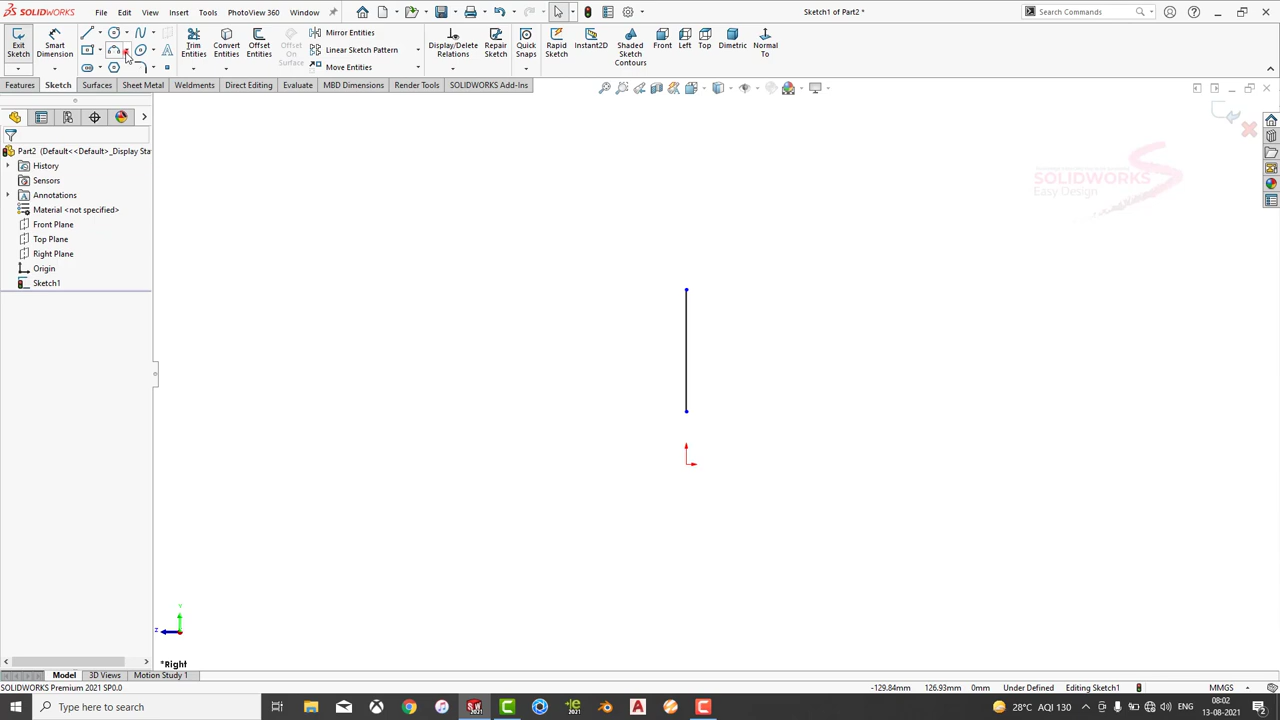 SOLIDWORKS File Edit View Insert Tools PhotoView 360 Window Sketch1 of Part2 * Search Commands
Exit Sketch
Smart Dimension
Trim Entities
Convert Entities
Offset Entities
Offset On Surface
Mirror Entities
Linear Sketch Pattern
Move Entities
Display/Delete Relations
Repair Sketch
Quick Snaps
Rapid Sketch
Instant2D
Shaded Sketch Contours
Front
Left
Top
Dimetric
Normal To
Features Sketch Surfaces Sheet Metal Weldments Direct Editing Evaluate MBD Dimensions Render Tools SOLIDWORKS Add-Ins
Part2 (Default<<Default>_Display Sta
History
Sensors
Annotations
Material <not specified>
Front Plane
Top Plane
Right Plane
Origin
Sketch1
SOLIDWORKS
Easy Design
Y
Z
*Right
Model 3D Views Motion Study 1
SOLIDWORKS Premium 2021 SP0.0 -129.84mm 126.93mm 0mm Under Defined Editing Sketch1 MMGS
Type here to search 28°C AQI 130 ENG 08:02
13-08-2021